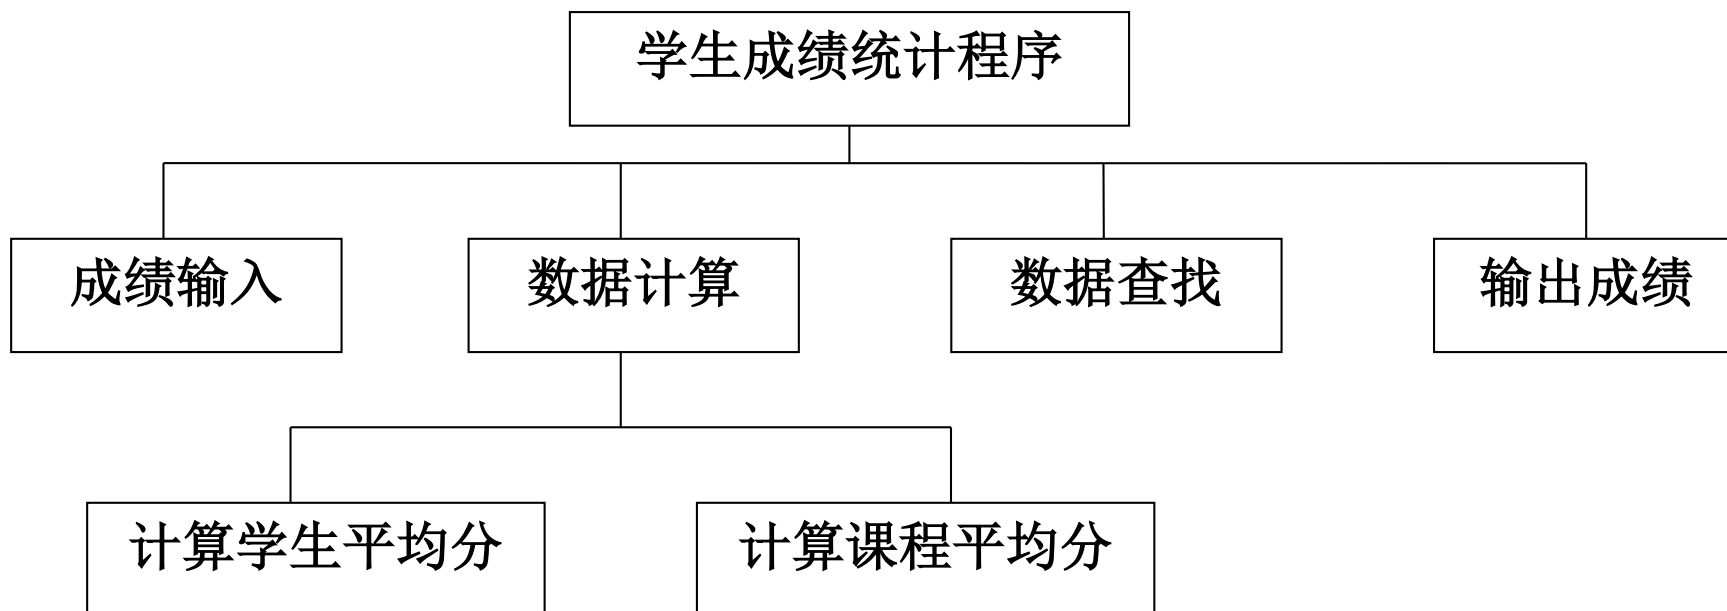 学生成绩统计程序
成绩输入
数据计算
数据查找
输出成绩
计算学生平均分
计算课程平均分